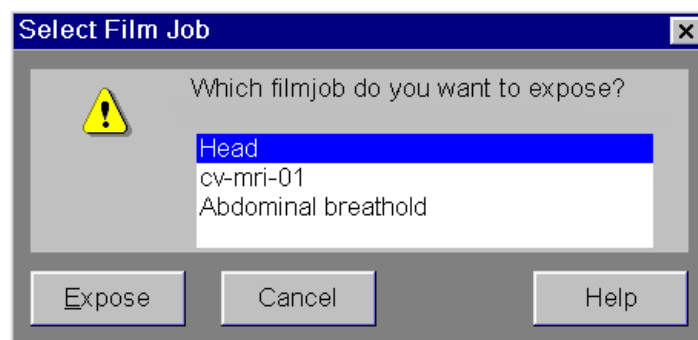 Select Film Job
Which filmjob do you want to expose?
Head
cv-mri-01
Abdominal breathold
Expose
Cancel
Help